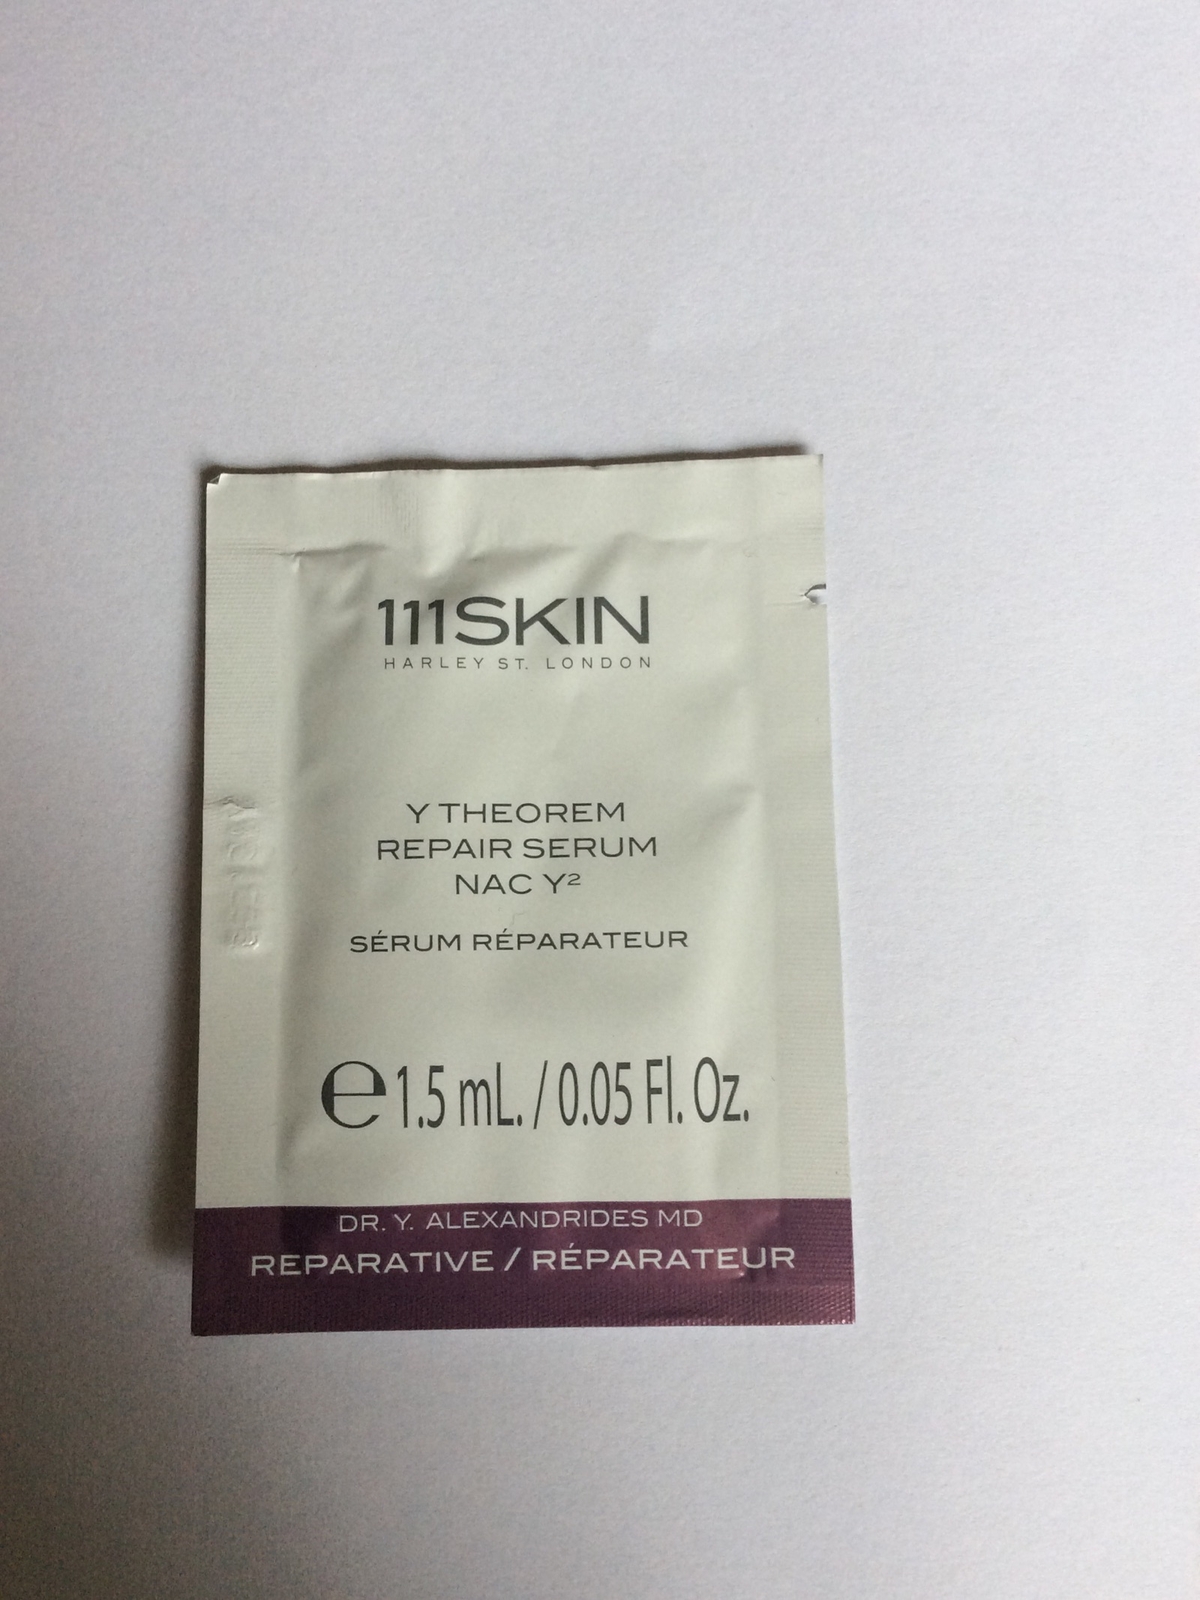 111SKIN
HARLEY ST. LONDON
Y THEOREM
REPAIR SERUM
NAC Y²
SÉRUM RÉPARATEUR
℮ 1.5 mL. / 0.05 Fl. Oz.
DR. Y. ALEXANDRIDES MD
REPARATIVE / RÉPARATEUR